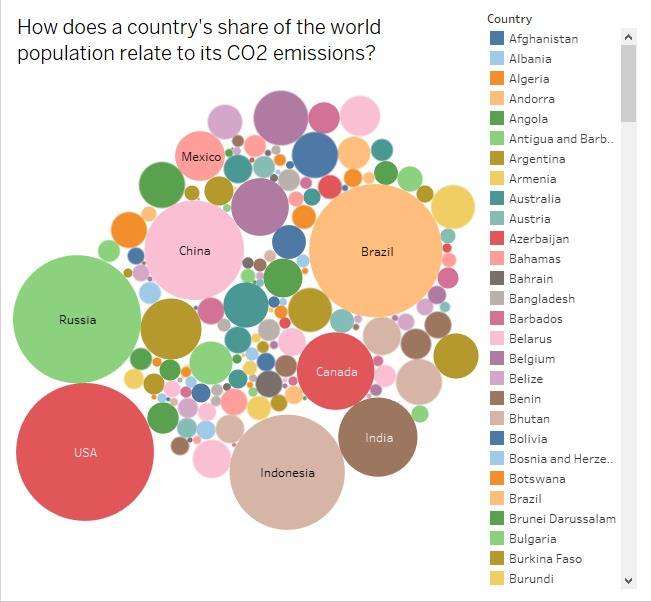 How does a country's share of the world
population relate to its CO2 emissions?
Country
Afghanistan
Albania
Algeria
Andorra
Angola
Antigua and Barb..
Argentina
Armenia
Australia
Austria
Azerbaijan
Bahamas
Bahrain
Bangladesh
Barbados
Belarus
Belgium
Belize
Benin
Bhutan
Bolivia
Bosnia and Herze..
Botswana
Brazil
Brunei Darussalam
Bulgaria
Burkina Faso
Burundi
Mexico
China
Brazil
Russia
Canada
USA
India
Indonesia